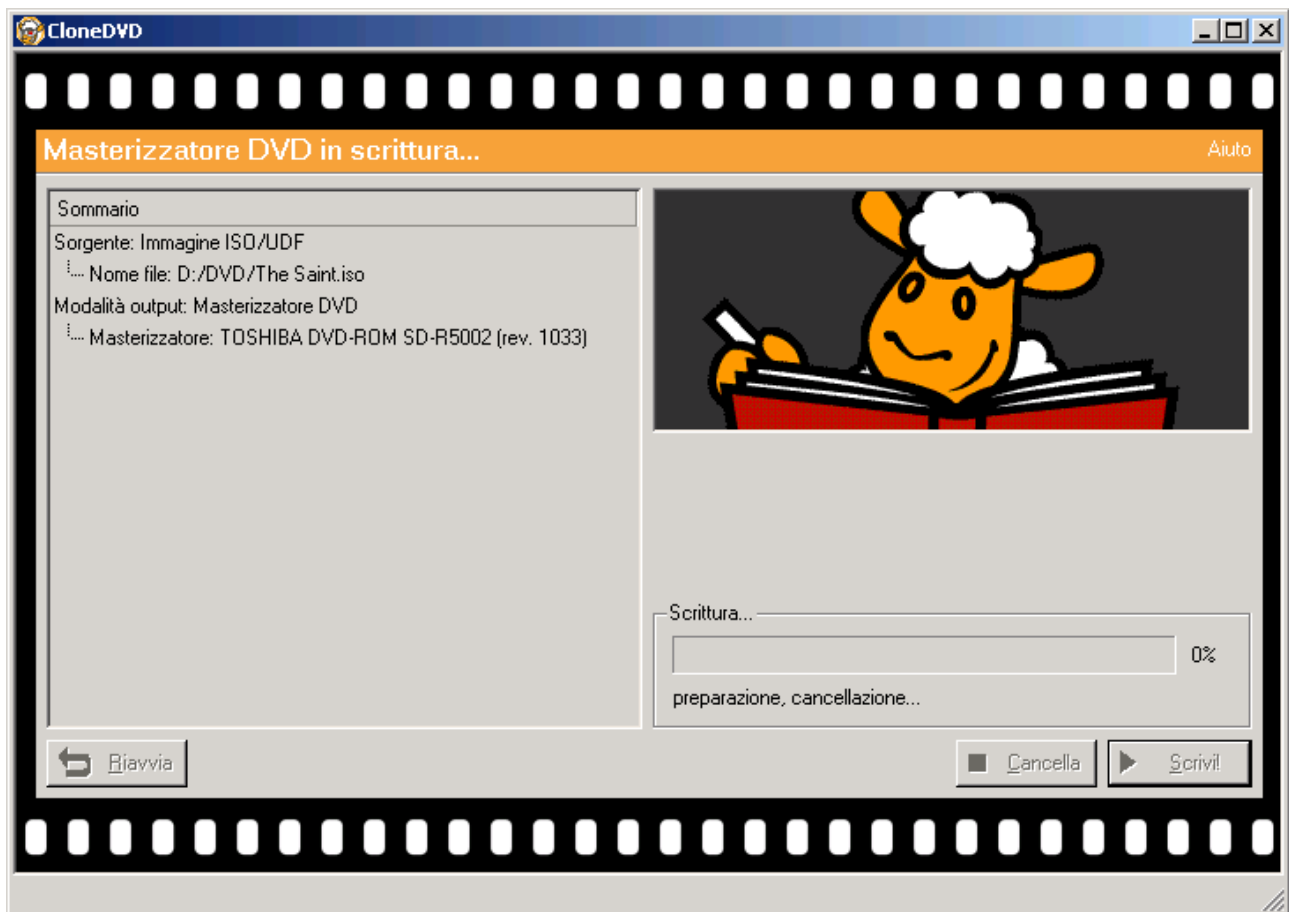 CloneDVD
Masterizzatore DVD in scrittura...
Aiuto
Sommario
Sorgente: Immagine ISO/UDF
Nome file: D:/DVD/The Saint.iso
Modalità output: Masterizzatore DVD
Masterizzatore: TOSHIBA DVD-ROM SD-R5002 (rev. 1033)
Scrittura...
0%
preparazione, cancellazione...
Riavvia
Cancella
Scrivi!